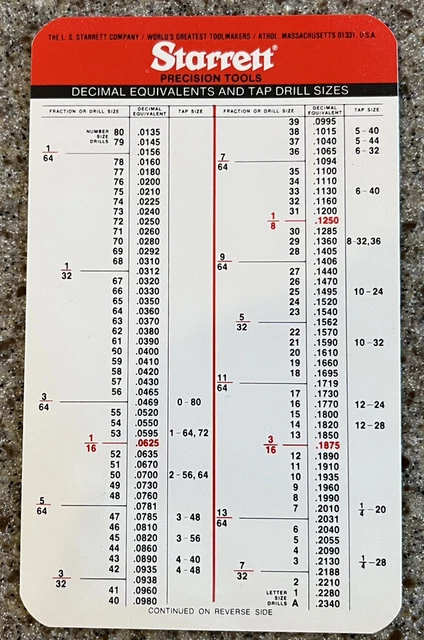 THE L. S. STARRETT COMPANY / WORLD'S GREATEST TOOLMAKERS / ATHOL, MASSACHUSETTS 01331, U.S.A.
Starrett®
PRECISION TOOLS
DECIMAL EQUIVALENTS AND TAP DRILL SIZES
FRACTION OR DRILL SIZE DECIMAL EQUIVALENT TAP SIZE
NUMBER SIZE DRILLS 80 .0135
79 .0145
1/64 .0156
78 .0160
77 .0180
76 .0200
75 .0210
74 .0225
73 .0240
72 .0250
71 .0260
70 .0280
69 .0292
68 .0310
1/32 .0312
67 .0320
66 .0330
65 .0350
64 .0360
63 .0370
62 .0380
61 .0390
60 .0400
59 .0410
58 .0420
57 .0430
56 .0465
3/64 .0469 0-80
55 .0520
54 .0550
53 .0595 1-64, 72
1/16 .0625
52 .0635
51 .0670
50 .0700 2-56, 64
49 .0730
48 .0760
5/64 .0781
47 .0785 3-48
46 .0810
45 .0820 3-56
44 .0860
43 .0890 4-40
42 .0935 4-48
3/32 .0938
41 .0960
40 .0980
FRACTION OR DRILL SIZE DECIMAL EQUIVALENT TAP SIZE
39 .0995
38 .1015 5-40
37 .1040 5-44
36 .1065 6-32
7/64 .1094
35 .1100
34 .1110
33 .1130 6-40
32 .1160
31 .1200
1/8 .1250
30 .1285
29 .1360 8-32,36
28 .1405
9/64 .1406
27 .1440
26 .1470
25 .1495 10-24
24 .1520
23 .1540
5/32 .1562
22 .1570
21 .1590 10-32
20 .1610
19 .1660
18 .1695
11/64 .1719
17 .1730
16 .1770 12-24
15 .1800
14 .1820 12-28
13 .1850
3/16 .1875
12 .1890
11 .1910
10 .1935
9 .1960
8 .1990
7 .2010 1/4-20
13/64 .2031
6 .2040
5 .2055
4 .2090
3 .2130 1/4-28
7/32 .2188
2 .2210
1 .2280
LETTER SIZE DRILLS A .2340
CONTINUED ON REVERSE SIDE